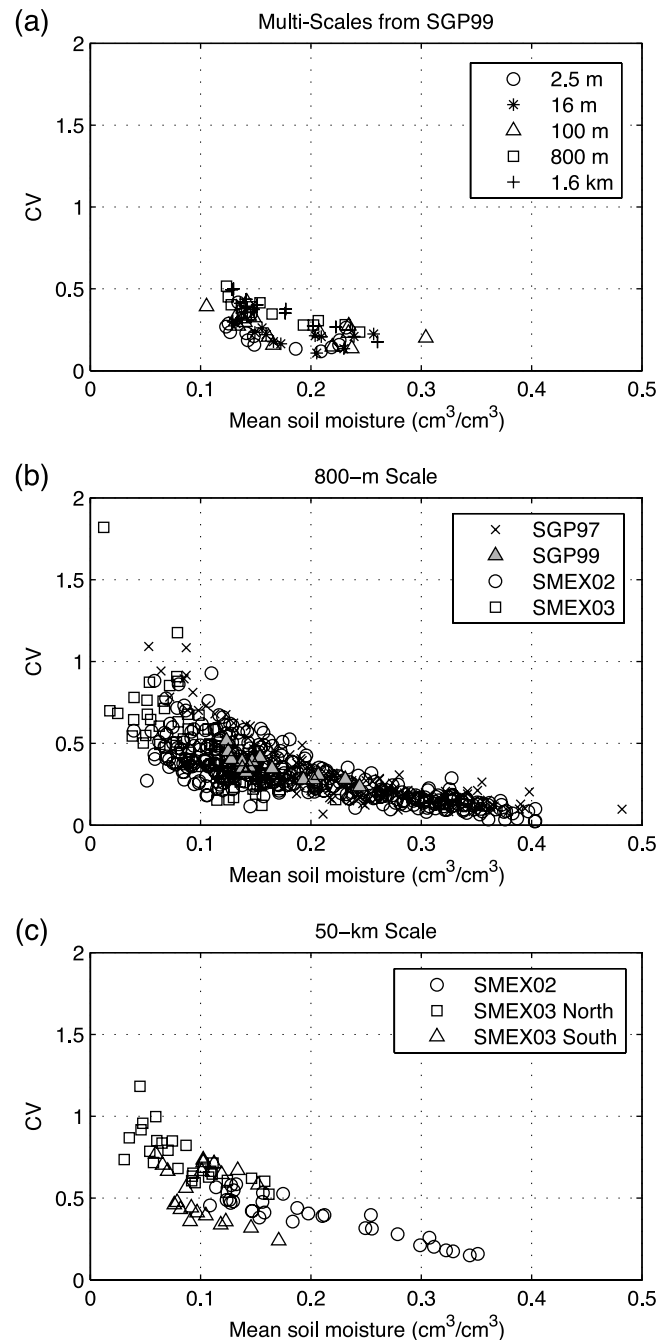 (a)
Multi-Scales from SGP99
2
1.5
1
0.5
0
CV
2.5 m
16 m
100 m
800 m
1.6 km
0 0.1 0.2 0.3 0.4 0.5
Mean soil moisture (cm³/cm³)
(b)
800-m Scale
2
1.5
1
0.5
0
CV
SGP97
SGP99
SMEX02
SMEX03
0 0.1 0.2 0.3 0.4 0.5
Mean soil moisture (cm³/cm³)
(c)
50-km Scale
2
1.5
1
0.5
0
CV
SMEX02
SMEX03 North
SMEX03 South
0 0.1 0.2 0.3 0.4 0.5
Mean soil moisture (cm³/cm³)